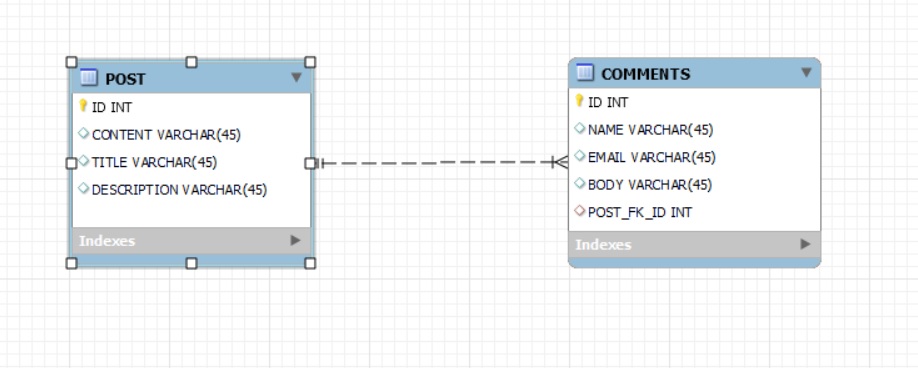 POST
ID INT
CONTENT VARCHAR(45)
TITLE VARCHAR(45)
DESCRIPTION VARCHAR(45)
Indexes
COMMENTS
ID INT
NAME VARCHAR(45)
EMAIL VARCHAR(45)
BODY VARCHAR(45)
POST_FK_ID INT
Indexes